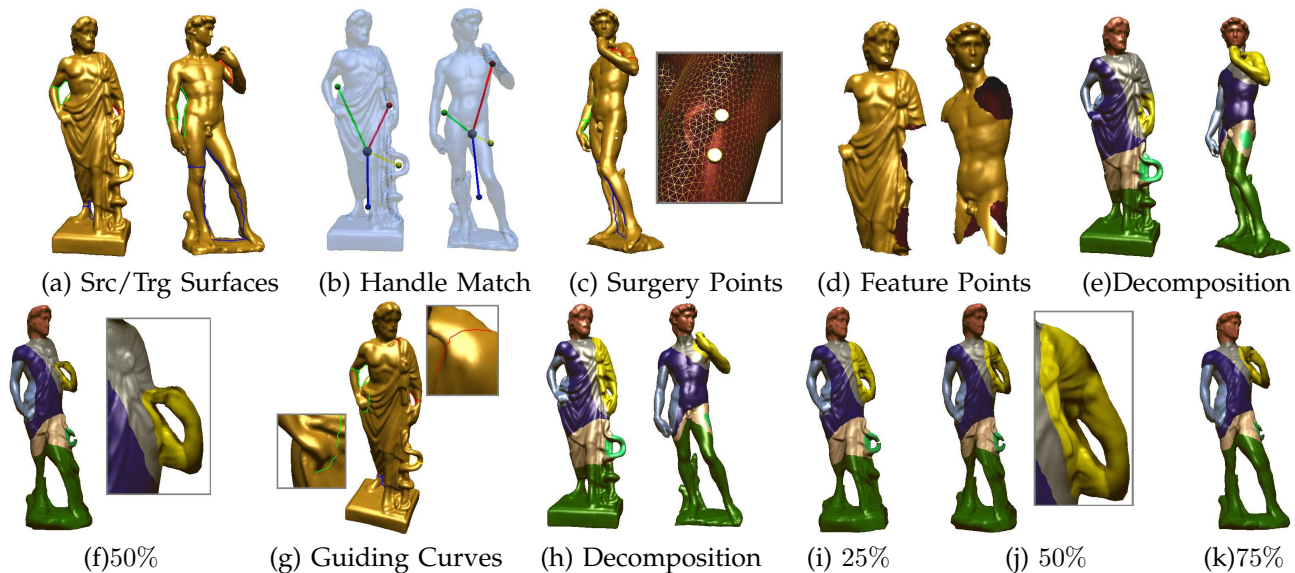 (a) Src/Trg Surfaces (b) Handle Match (c) Surgery Points (d) Feature Points (e)Decomposition
(f)50% (g) Guiding Curves (h) Decomposition (i) 25% (j) 50% (k)75%